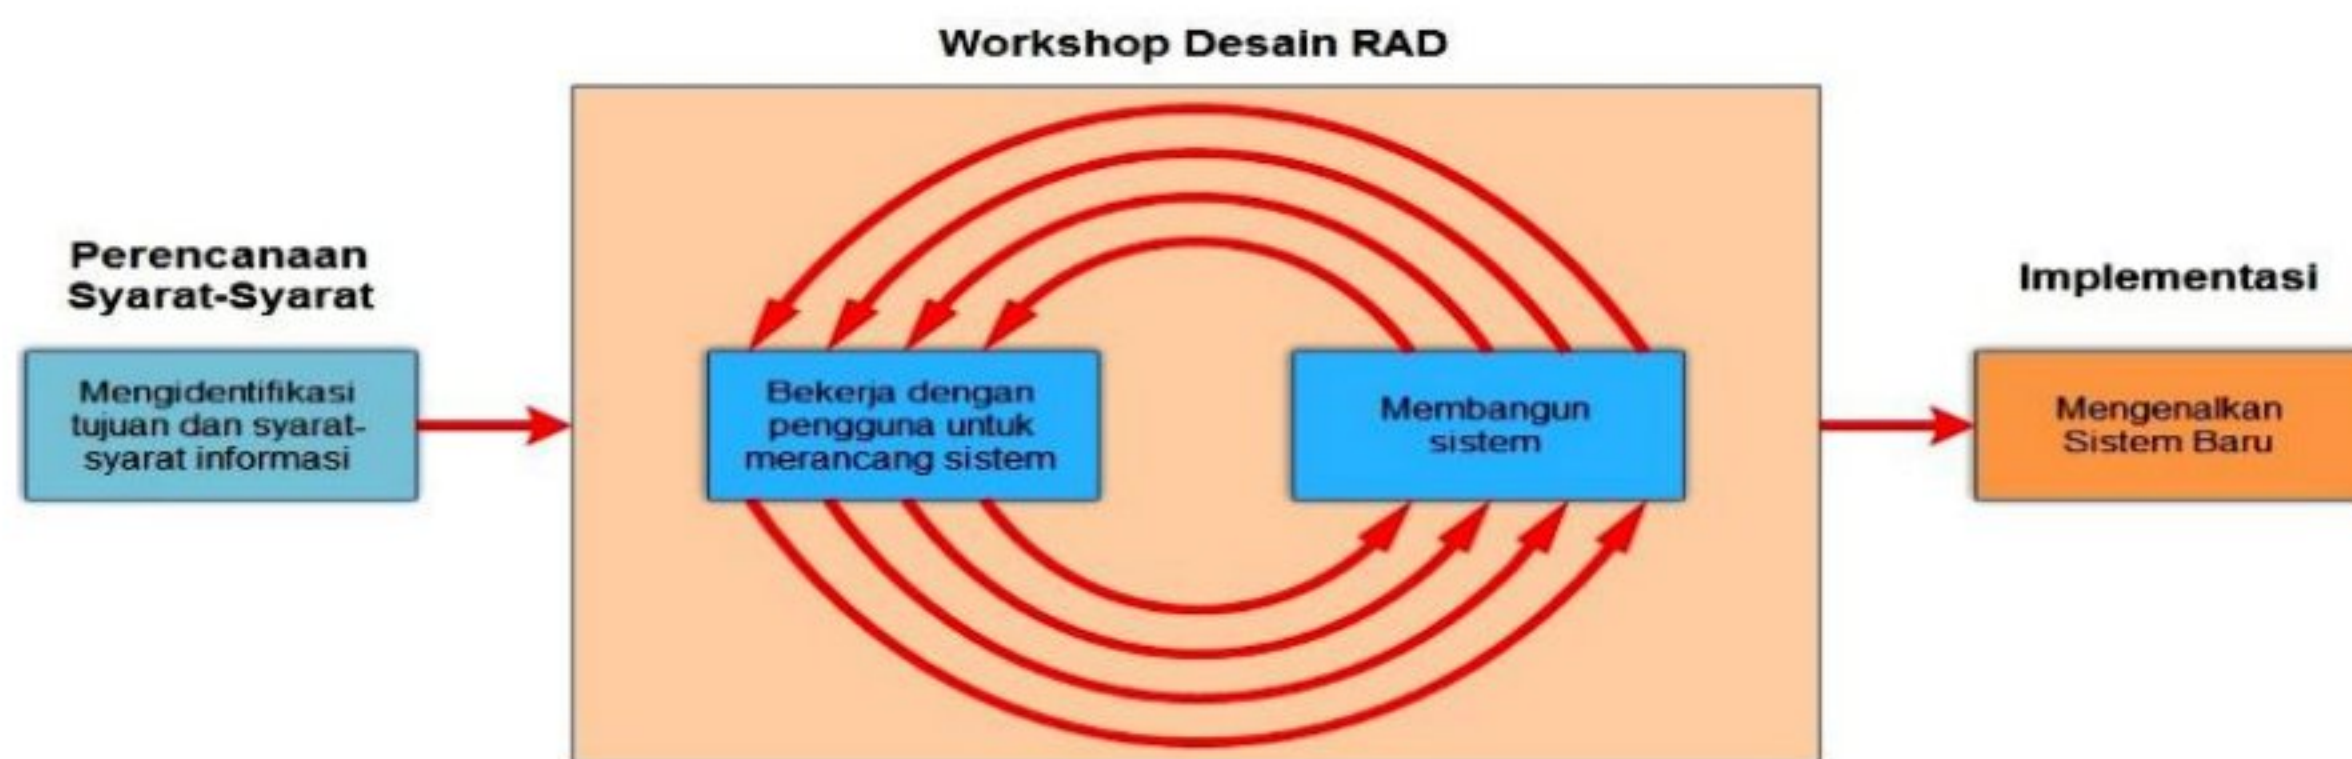 Workshop Desain RAD
Perencanaan
Syarat-Syarat
Mengidentifikasi
tujuan dan syarat-
syarat informasi
Bekerja dengan
pengguna untuk
merancang sistem
Membangun
sistem
Implementasi
Mengenalkan
Sistem Baru